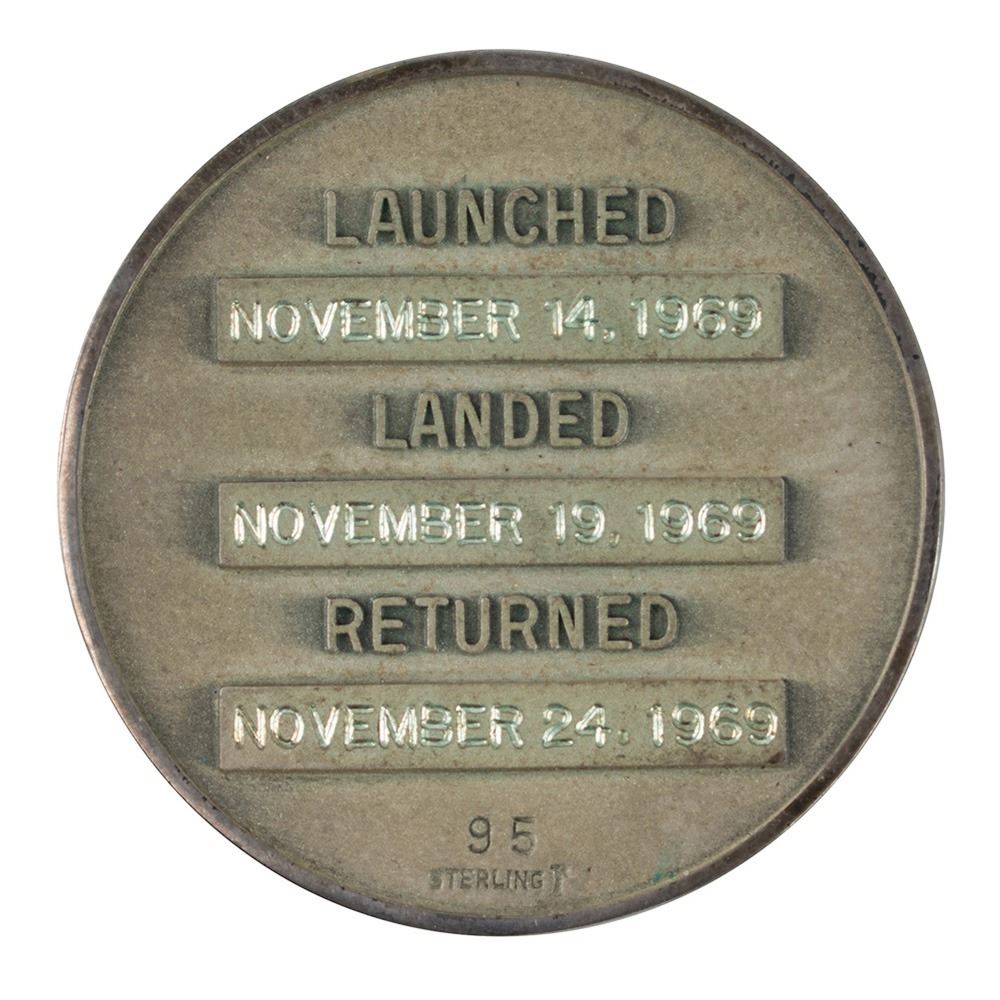 LAUNCHED
NOVEMBER 14, 1969
LANDED
NOVEMBER 19, 1969
RETURNED
NOVEMBER 24, 1969
95
STERLING